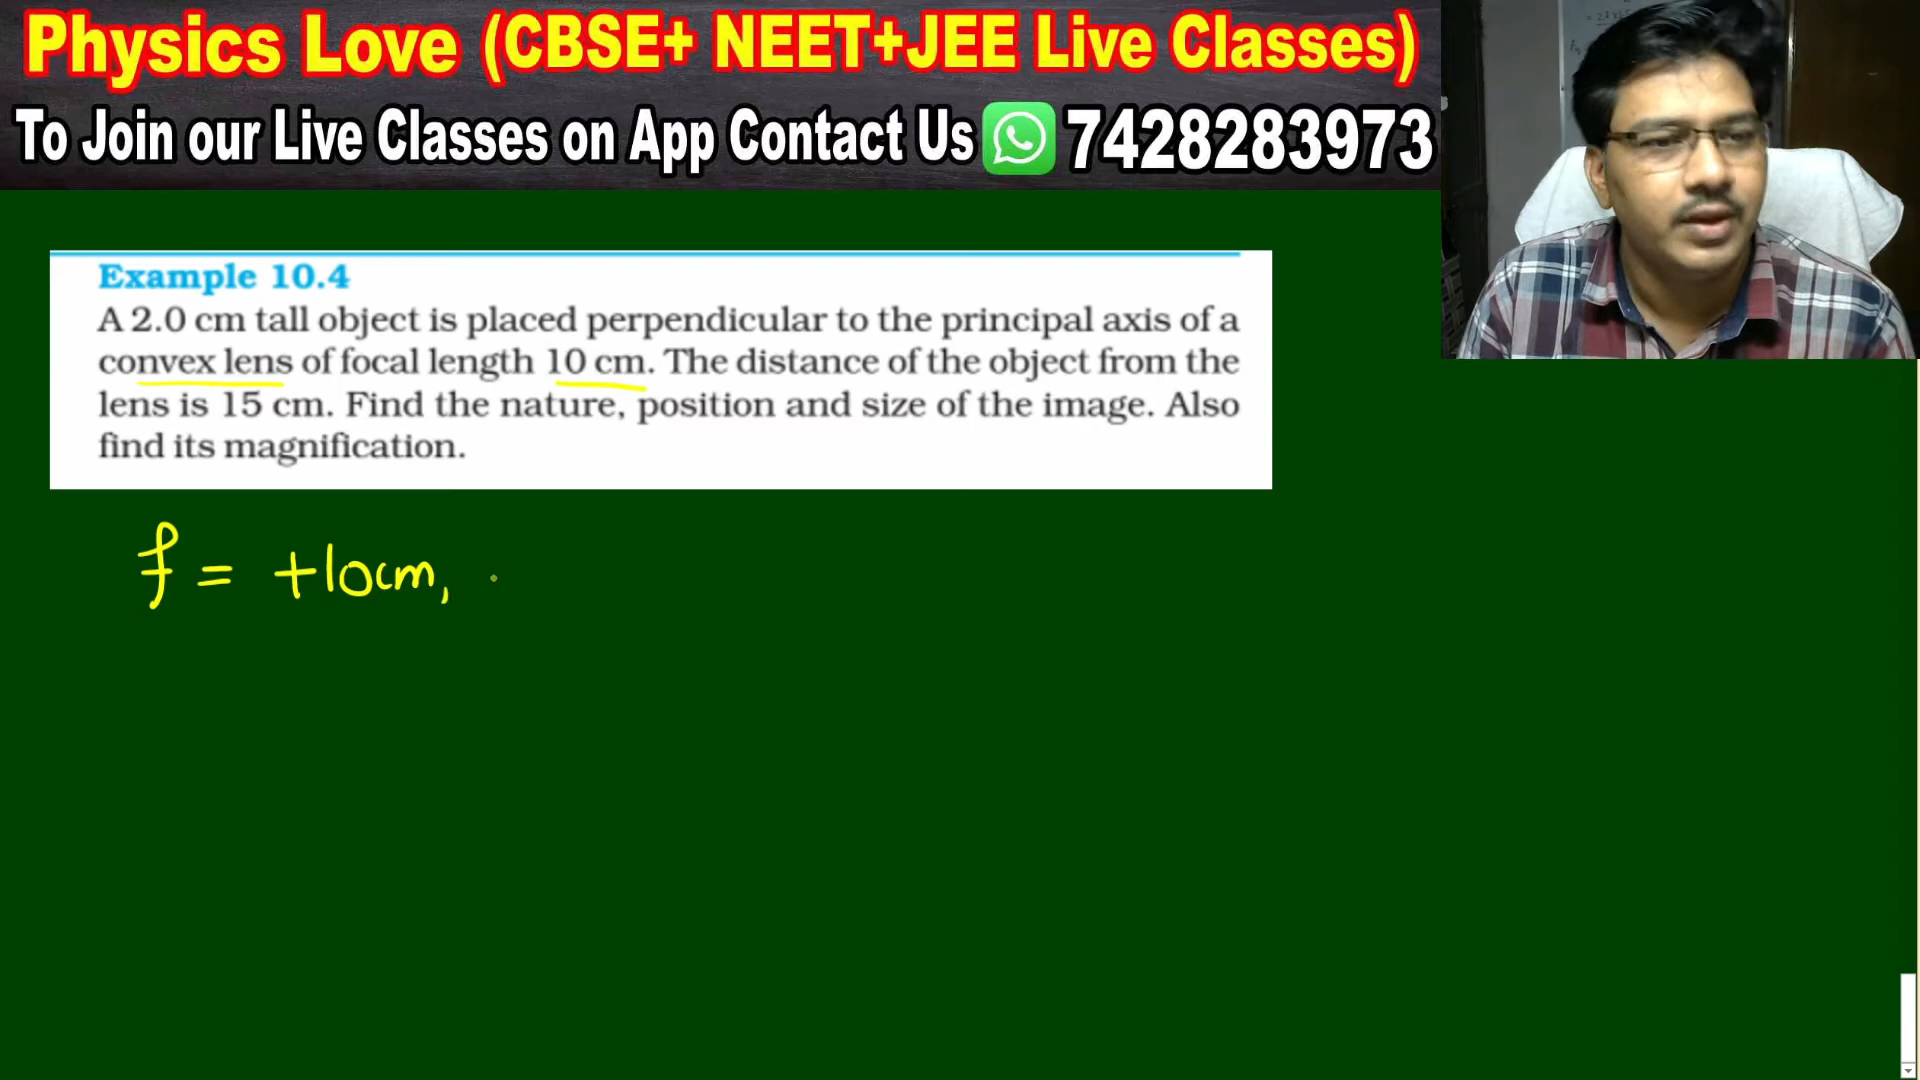 Physics Love (CBSE+ NEET+JEE Live Classes)
To Join our Live Classes on App Contact Us 7428283973
Example 10.4
A 2.0 cm tall object is placed perpendicular to the principal axis of a
convex lens of focal length 10 cm. The distance of the object from the
lens is 15 cm. Find the nature, position and size of the image. Also
find its magnification.
f = +10cm,